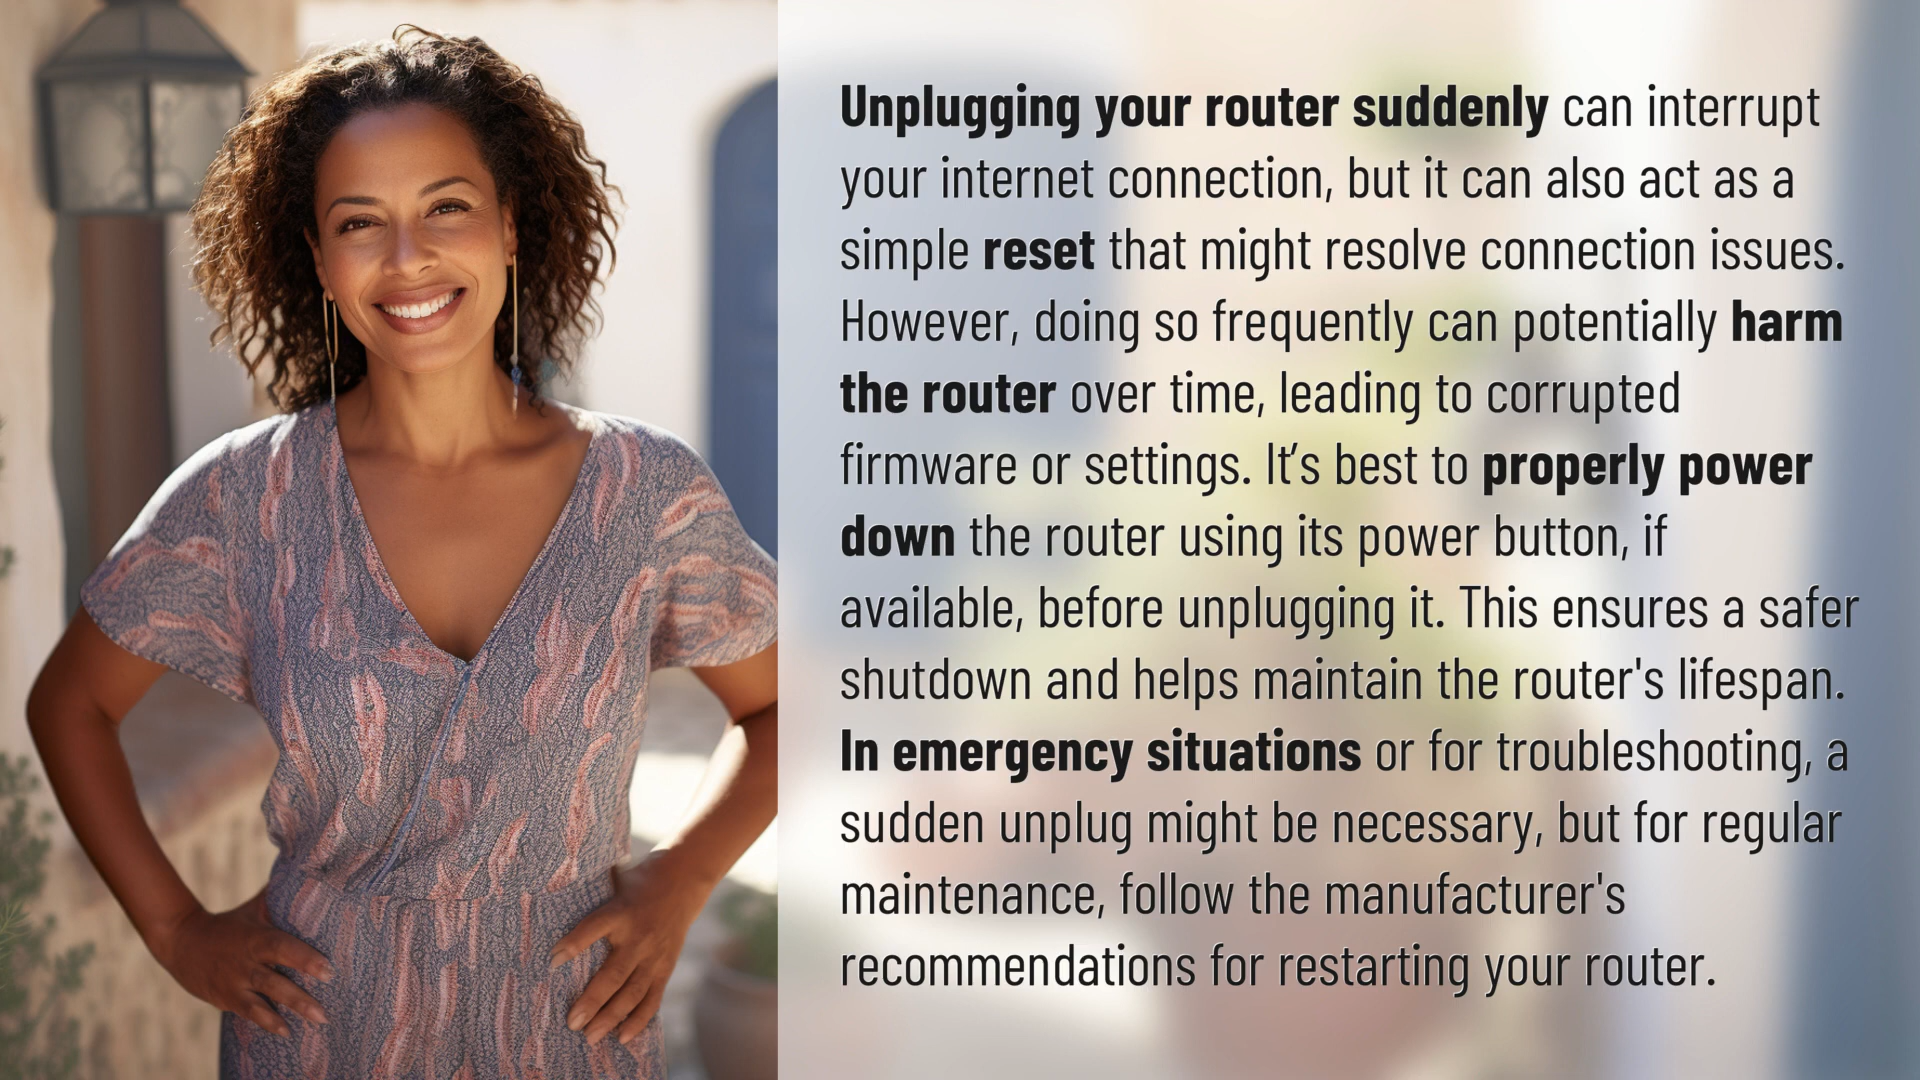 Unplugging your router suddenly can interrupt
your internet connection, but it can also act as a
simple reset that might resolve connection issues.
However, doing so frequently can potentially harm
the router over time, leading to corrupted
firmware or settings. It’s best to properly power
down the router using its power button, if
available, before unplugging it. This ensures a safer
shutdown and helps maintain the router's lifespan.
In emergency situations or for troubleshooting, a
sudden unplug might be necessary, but for regular
maintenance, follow the manufacturer's
recommendations for restarting your router.